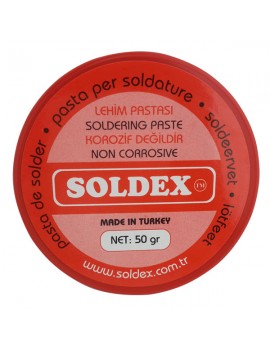 pasta de solder • pasta per soldature • soldeervet • lötfeet
LEHİM PASTASI
SOLDERING PASTE
KOROZİF DEĞİLDİR
NON CORROSIVE
SOLDEX TM
MADE IN TURKEY
NET: 50 gr
www.soldex.com.tr